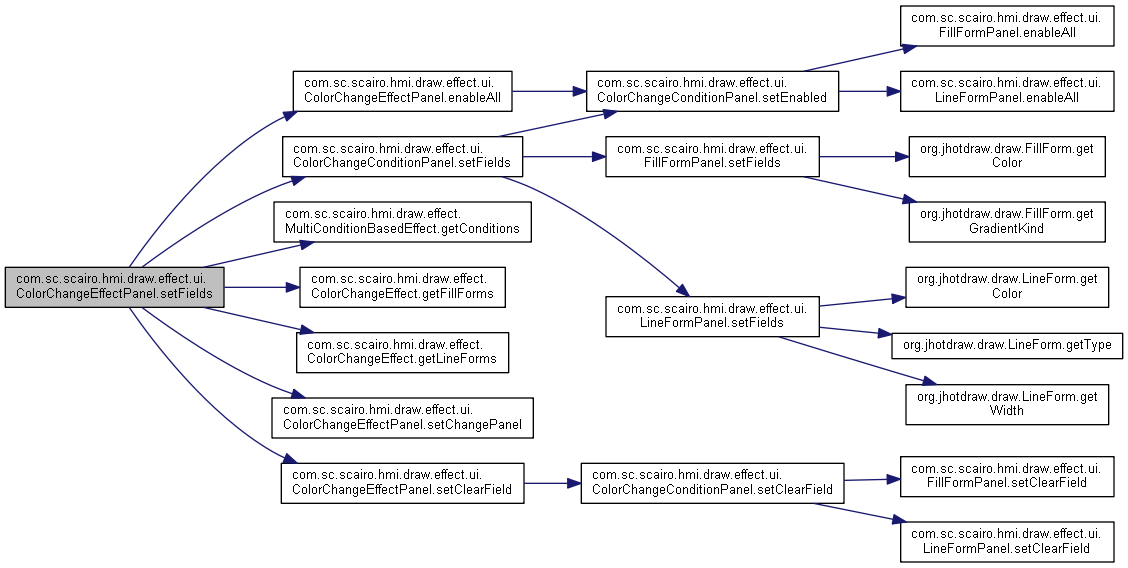 com.sc.scairo.hmi.draw.effect.ui.
FillFormPanel.enableAll
com.sc.scairo.hmi.draw.effect.ui.
ColorChangeEffectPanel.enableAll
com.sc.scairo.hmi.draw.effect.ui.
ColorChangeConditionPanel.setEnabled
com.sc.scairo.hmi.draw.effect.ui.
LineFormPanel.enableAll
com.sc.scairo.hmi.draw.effect.ui.
ColorChangeConditionPanel.setFields
com.sc.scairo.hmi.draw.effect.ui.
FillFormPanel.setFields
org.jhotdraw.draw.FillForm.get
Color
com.sc.scairo.hmi.draw.effect.
MultiConditionBasedEffect.getConditions
org.jhotdraw.draw.FillForm.get
GradientKind
com.sc.scairo.hmi.draw.effect.ui.
ColorChangeEffectPanel.setFields
com.sc.scairo.hmi.draw.effect.
ColorChangeEffect.getFillForms
org.jhotdraw.draw.LineForm.get
Color
com.sc.scairo.hmi.draw.effect.ui.
LineFormPanel.setFields
com.sc.scairo.hmi.draw.effect.
ColorChangeEffect.getLineForms
org.jhotdraw.draw.LineForm.getType
com.sc.scairo.hmi.draw.effect.ui.
ColorChangeEffectPanel.setChangePanel
org.jhotdraw.draw.LineForm.get
Width
com.sc.scairo.hmi.draw.effect.ui.
ColorChangeEffectPanel.setClearField
com.sc.scairo.hmi.draw.effect.ui.
ColorChangeConditionPanel.setClearField
com.sc.scairo.hmi.draw.effect.ui.
FillFormPanel.setClearField
com.sc.scairo.hmi.draw.effect.ui.
LineFormPanel.setClearField